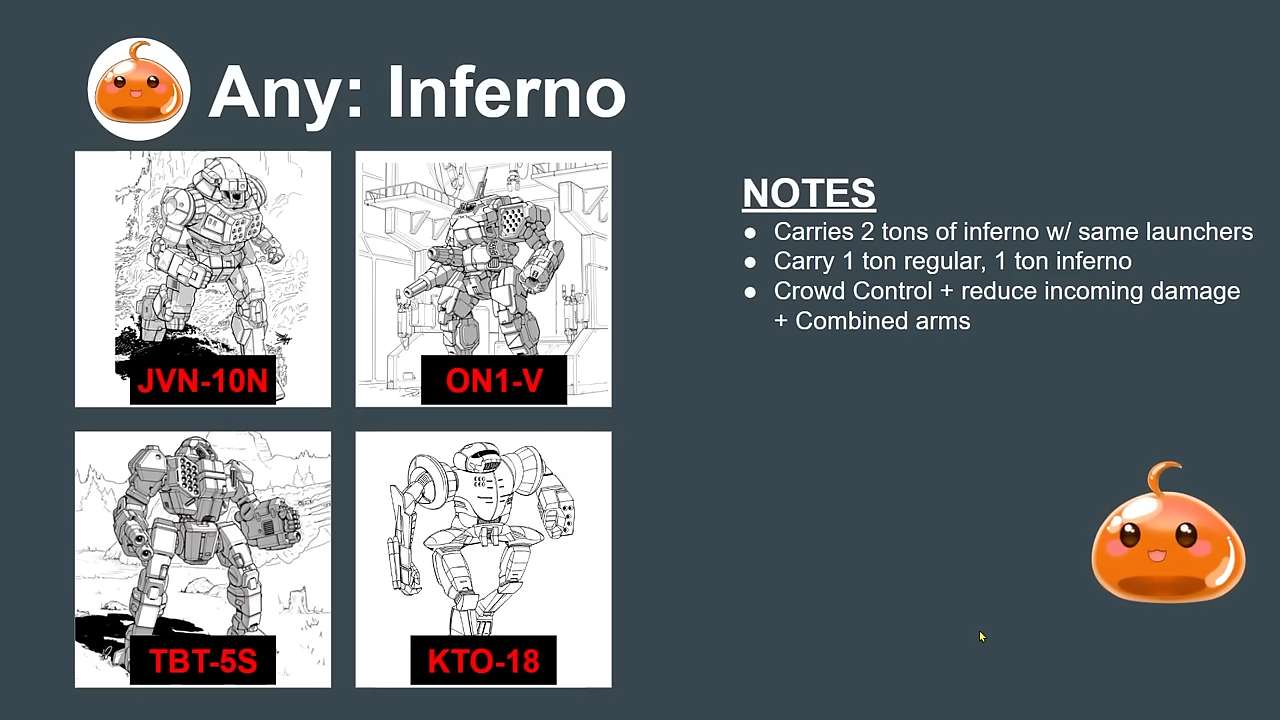 Any: Inferno
JVN-10N
ON1-V
TBT-5S
KTO-18
NOTES
● Carries 2 tons of inferno w/ same launchers
● Carry 1 ton regular, 1 ton inferno
● Crowd Control + reduce incoming damage
+ Combined arms